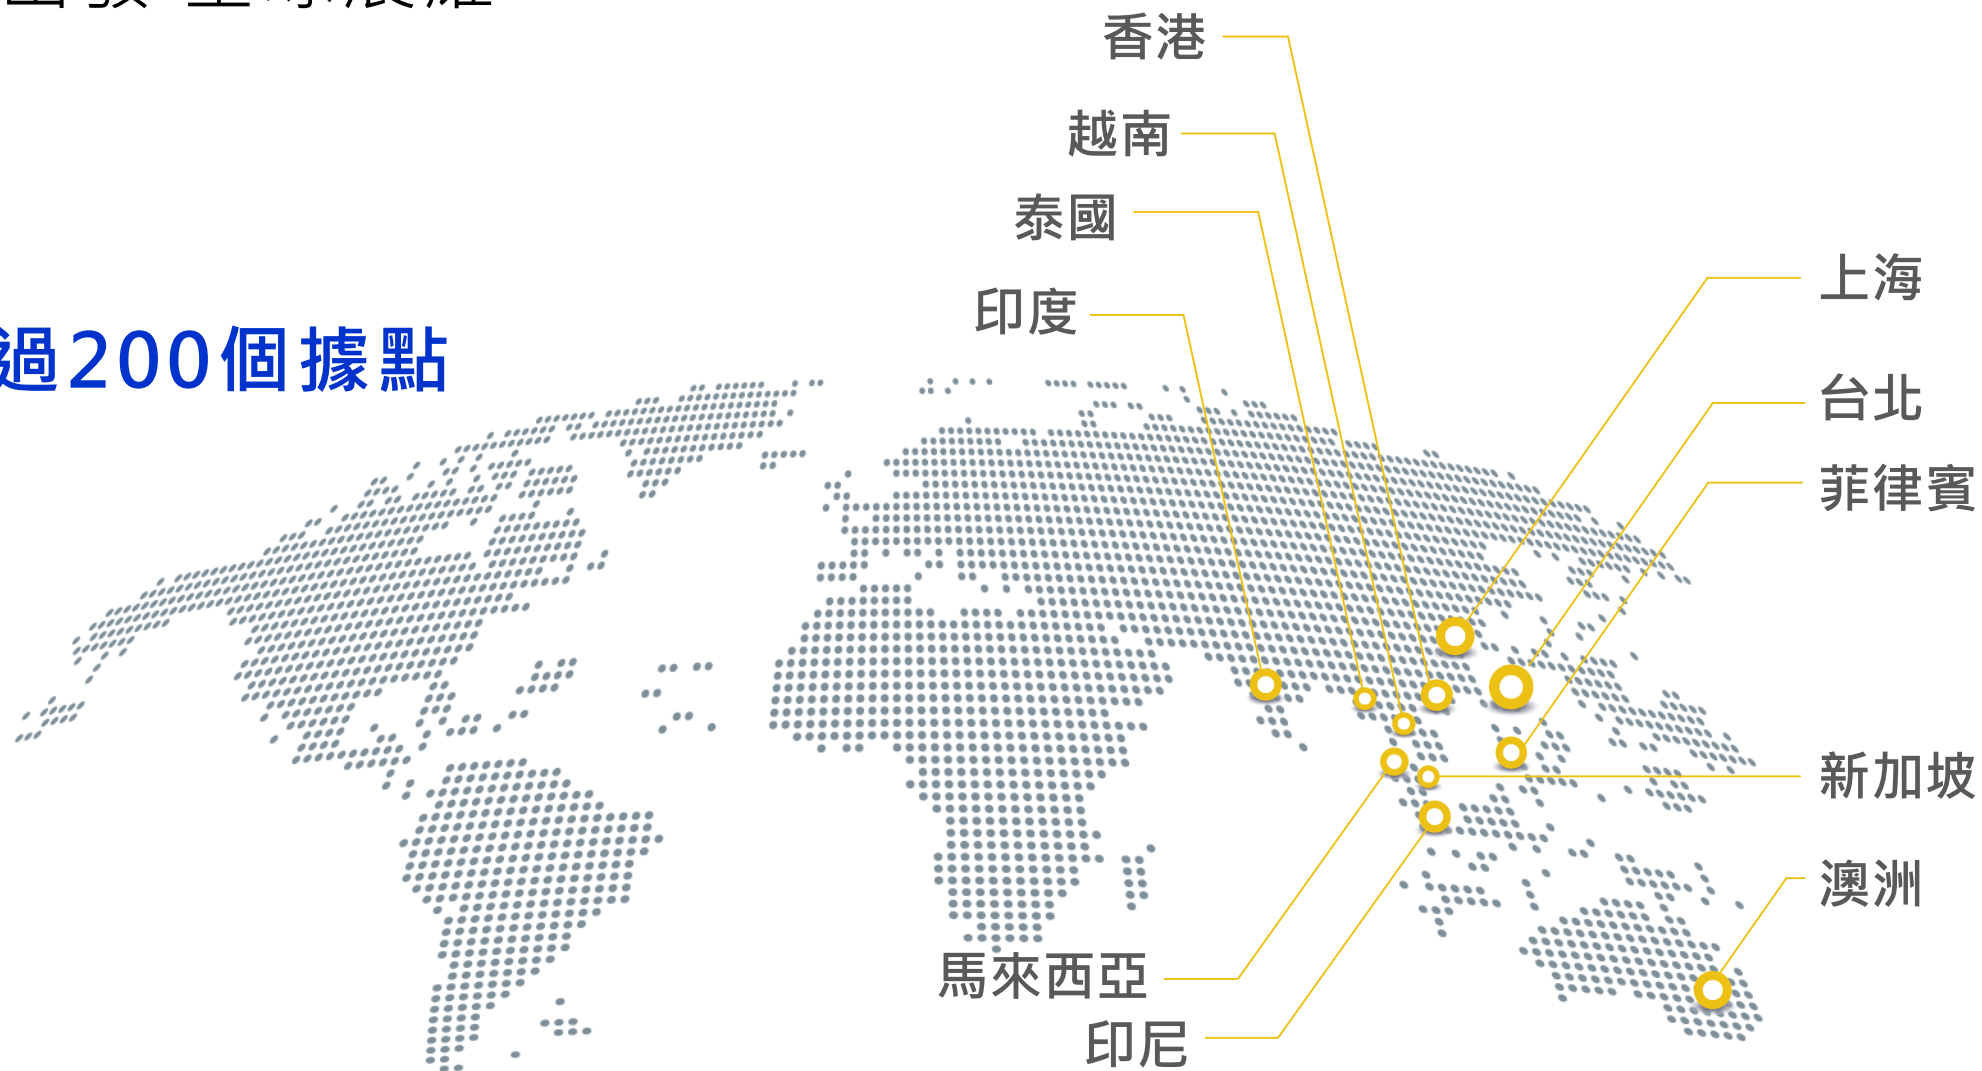 香港
越南
泰國
印度
上海
過200個據點
台北
菲律賓
新加坡
澳洲
馬來西亞
印尼